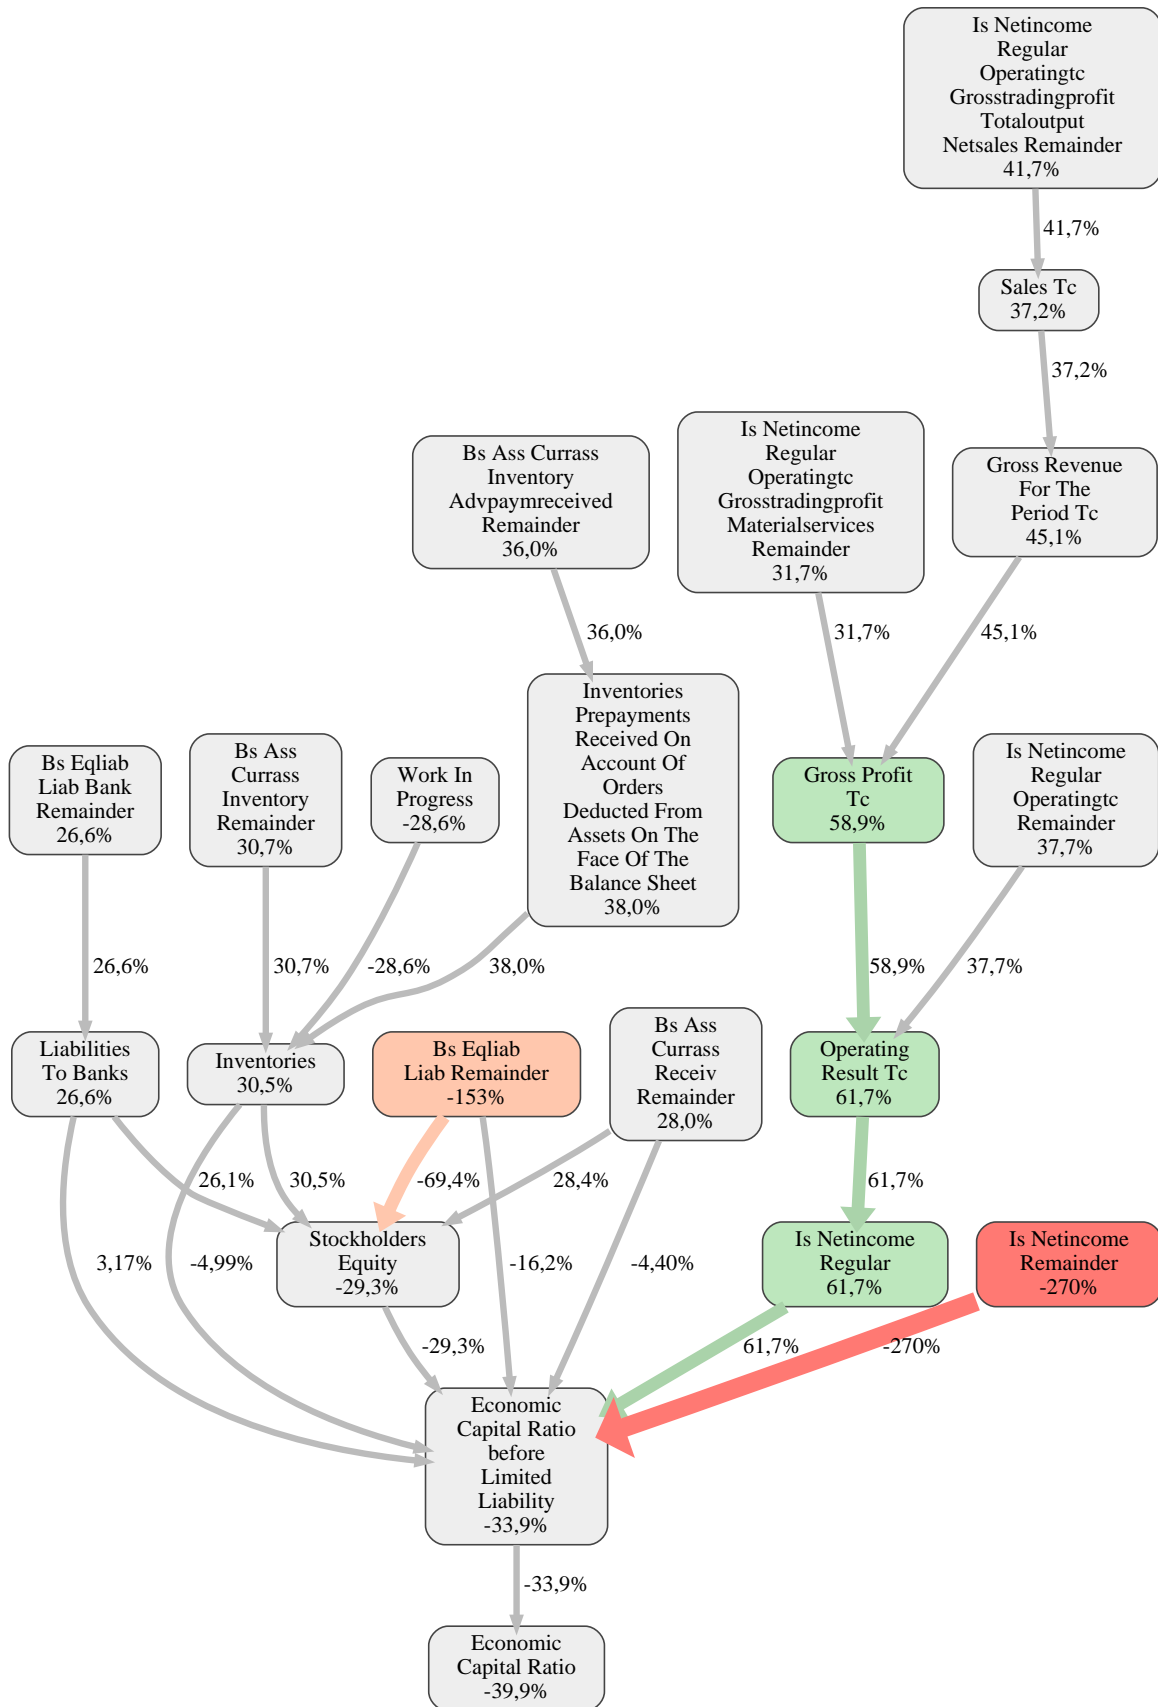 Is Netincome
Regular
Operatingtc
Grosstradingprofit
Totaloutput
Netsales Remainder
41,7%
41,7%
Sales Tc
37,2%
37,2%
Bs Ass Currass
Inventory
Advpaymreceived
Remainder
36,0%
Is Netincome
Regular
Operatingtc
Grosstradingprofit
Materialservices
Remainder
31,7%
Gross Revenue
For The
Period Tc
45,1%
36,0%
31,7%
45,1%
Bs Eqliab
Liab Bank
Remainder
26,6%
Bs Ass
Currass
Inventory
Remainder
30,7%
Work In
Progress
-28,6%
Inventories
Prepayments
Received On
Account Of
Orders
Deducted From
Assets On The
Face Of The
Balance Sheet
38,0%
Gross Profit
Tc
58,9%
Is Netincome
Regular
Operatingtc
Remainder
37,7%
26,6%
30,7%
-28,6%
38,0%
58,9%
37,7%
Liabilities
To Banks
26,6%
Inventories
30,5%
Bs Eqliab
Liab Remainder
-153%
Bs Ass
Currass
Receiv
Remainder
28,0%
Operating
Result Tc
61,7%
26,1%
30,5%
-69,4%
28,4%
61,7%
3,17%
-4,99%
Stockholders
Equity
-29,3%
-16,2%
-4,40%
Is Netincome
Regular
61,7%
Is Netincome
Remainder
-270%
-29,3%
61,7%
-270%
Economic
Capital Ratio
before
Limited
Liability
-33,9%
-33,9%
Economic
Capital Ratio
-39,9%